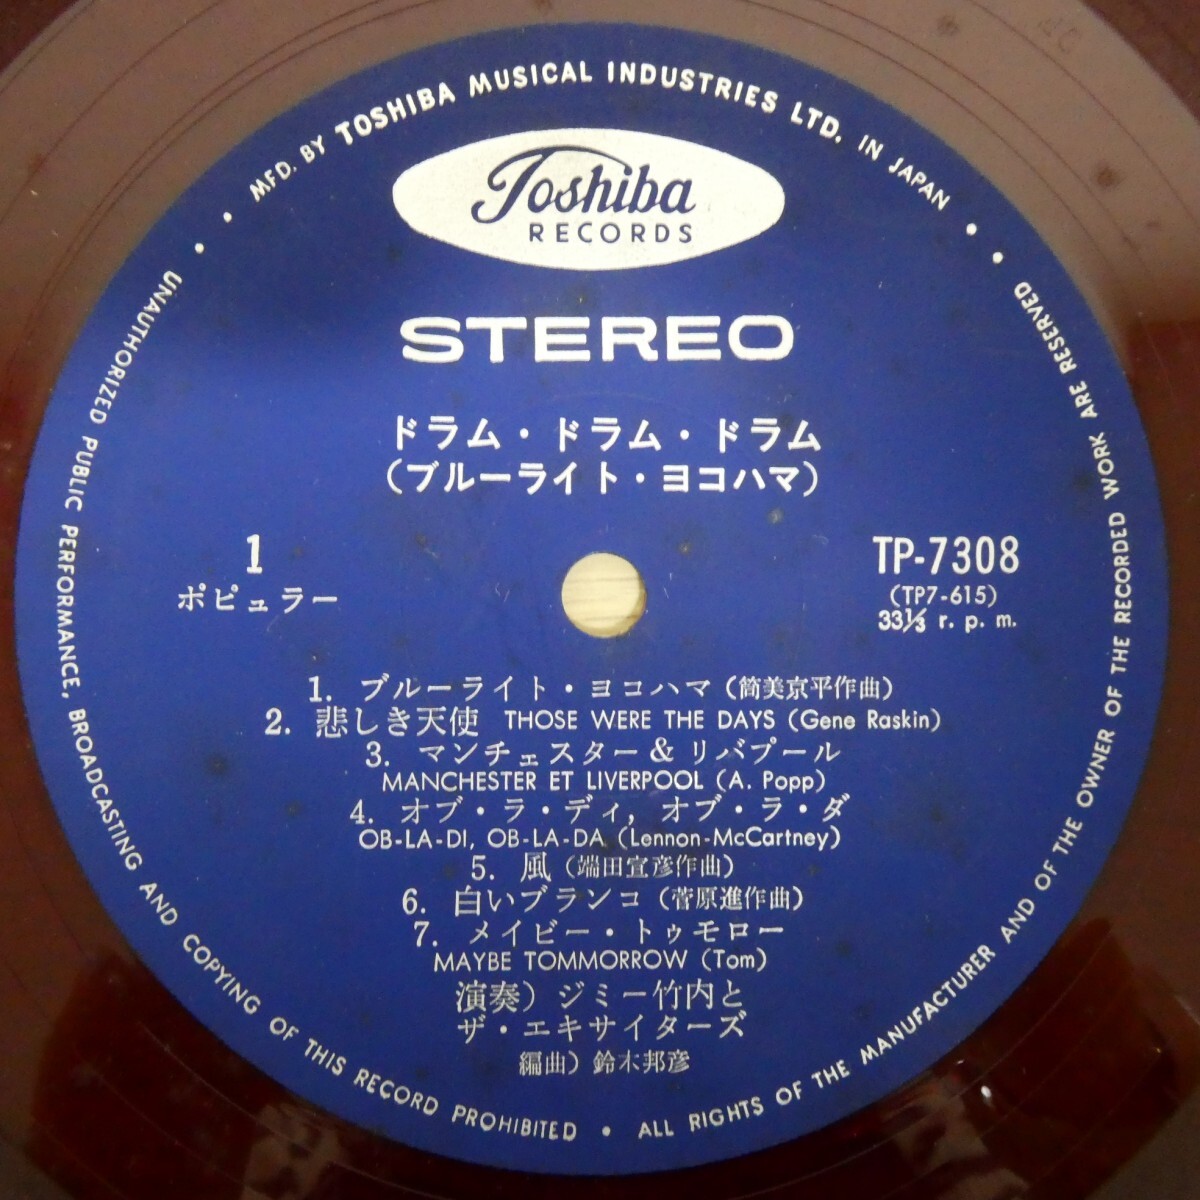 MFD. BY TOSHIBA MUSICAL INDUSTRIES LTD. IN JAPAN
Toshiba
RECORDS
STEREO
ドラム・ドラム・ドラム
(ブルーライト・ヨコハマ)
1
ポピュラー
TP-7308
(TP7-615)
33⅓ r. p. m.
1. ブルーライト・ヨコハマ (筒美京平作曲)
2. 悲しき天使 THOSE WERE THE DAYS (Gene Raskin)
3. マンチェスター & リバプール
MANCHESTER ET LIVERPOOL (A. Popp)
4. オブ・ラ・ディ, オブ・ラ・ダ
OB-LA-DI, OB-LA-DA (Lennon-McCartney)
5. 風 (端田宣彦作曲)
6. 白いブランコ (菅原進作曲)
7. メイビー・トゥモロー
MAYBE TOMMORROW (Tom)
演奏) ジミー竹内と
ザ・エキサイターズ
編曲) 鈴木邦彦
UNAUTHORIZED PUBLIC PERFORMANCE, BROADCASTING AND COPYING OF THIS RECORD PROHIBITED • ALL RIGHTS OF THE MANUFACTURER AND OF THE OWNER OF THE RECORDED WORK ARE RESERVED